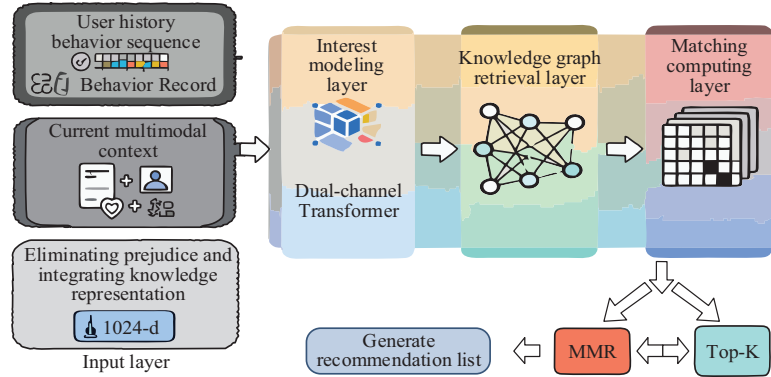 User history
behavior sequence
Behavior Record
Current multimodal
context
Eliminating prejudice and
integrating knowledge
representation
1024-d
Input layer
Interest
modeling
layer
Dual-channel
Transformer
Knowledge graph
retrieval layer
Matching
computing
layer
Generate
recommendation list
MMR
Top-K